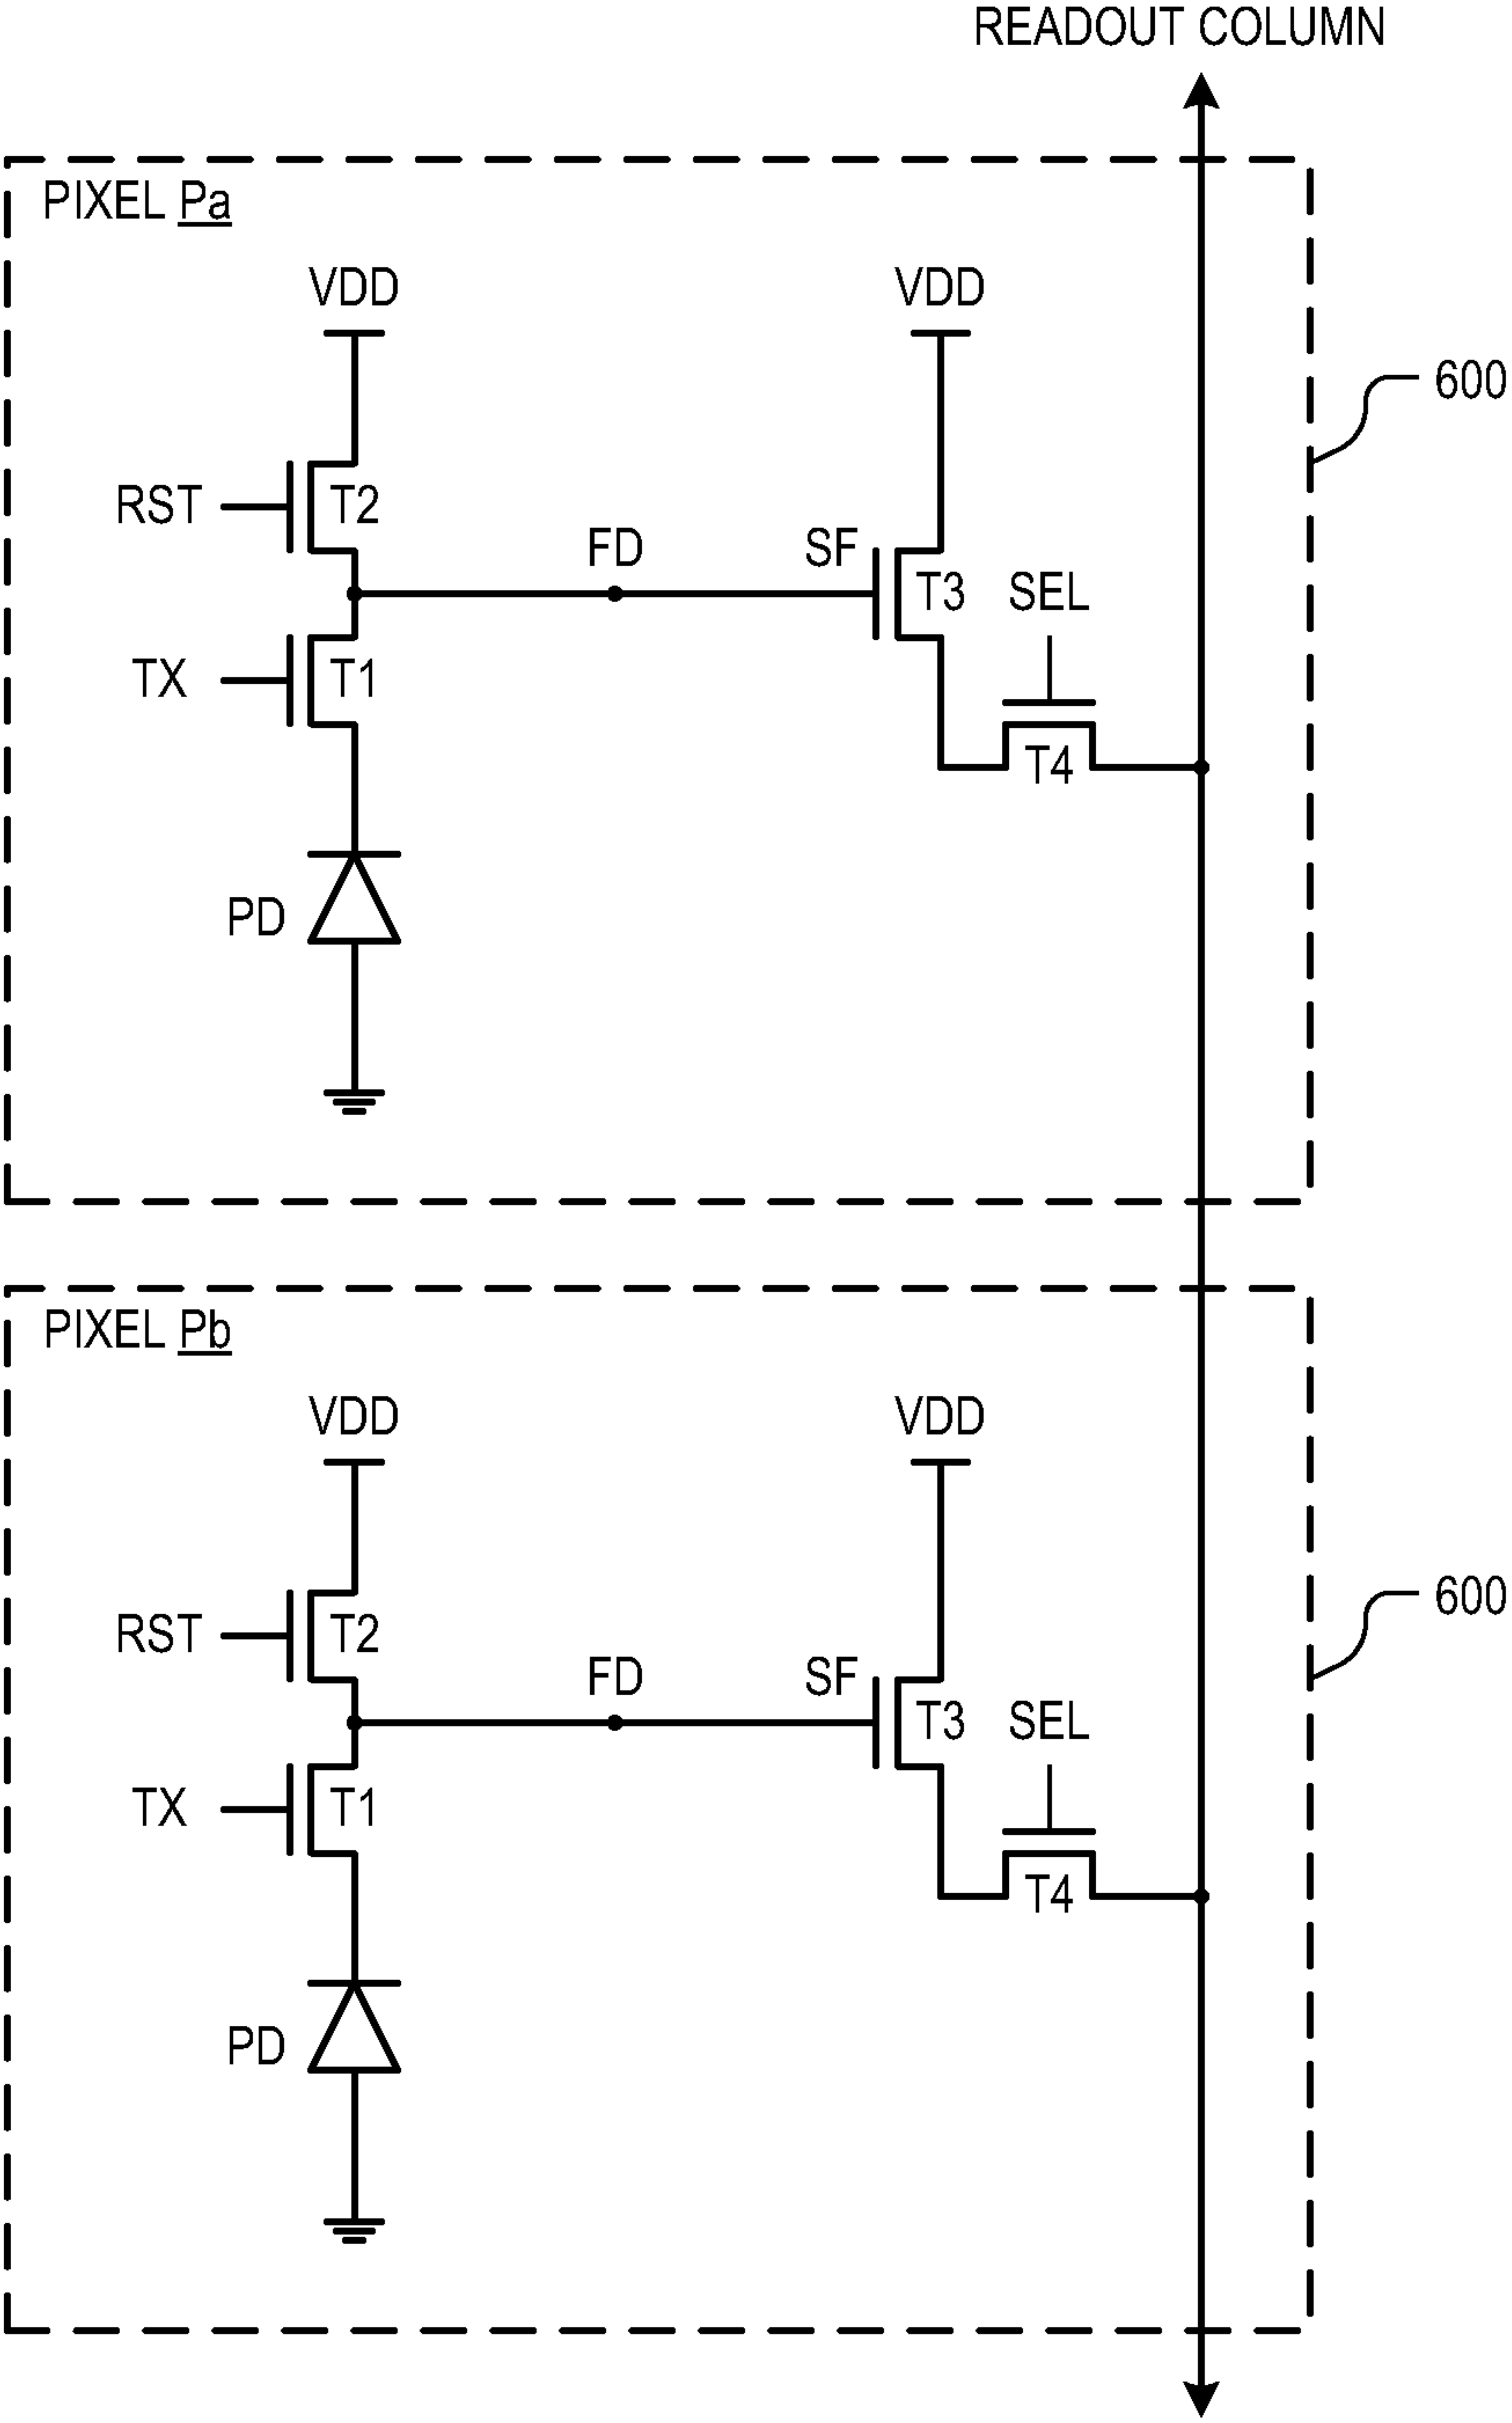 READOUT COLUMN
PIXEL Pa
VDD
VDD
600
RST
T2
FD
SF
T3
SEL
TX
T1
T4
PD
PIXEL Pb
VDD
VDD
600
RST
T2
FD
SF
T3
SEL
TX
T1
T4
PD